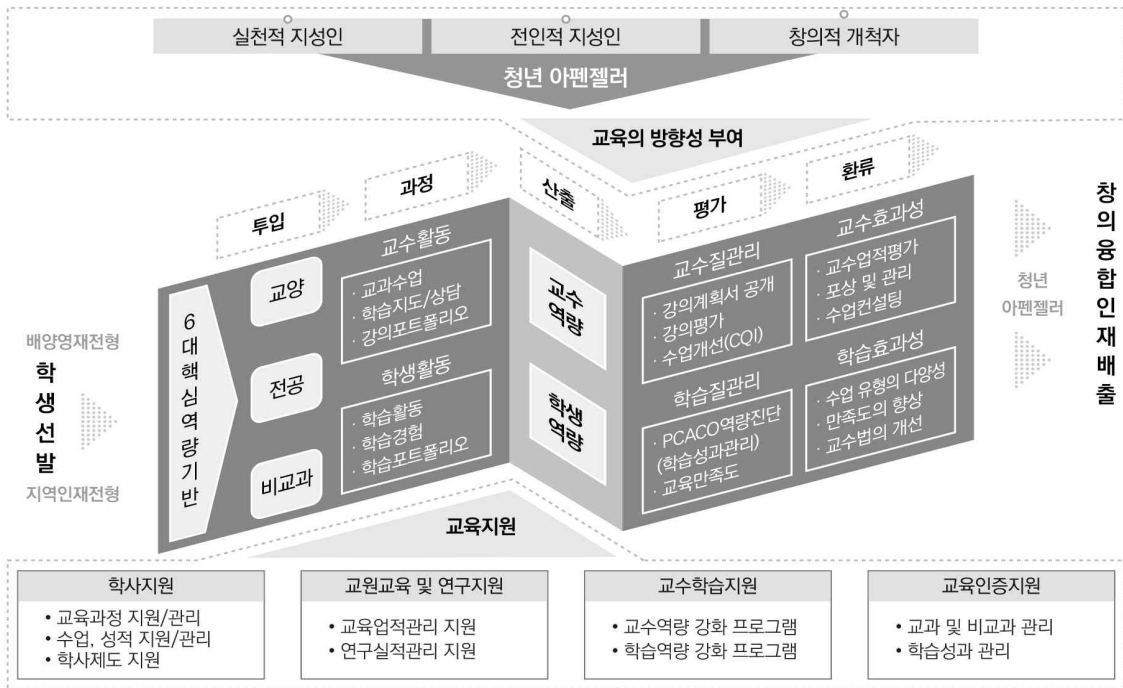 실천적 지성인
전인적 지성인
창의적 개척자
청년 아펜젤러
교육의 방향성 부여
투입
과정
산출
평가
환류
배양영재전형
학생선발
지역인재전형
6대핵심역량기반
교양
전공
비교과
교수활동
· 교과수업
· 학습지도/상담
· 강의포트폴리오
학생활동
· 학습활동
· 학습경험
· 학습포트폴리오
교수
역량
학생
역량
교수질관리
· 강의계획서 공개
· 강의평가
· 수업개선(CQI)
학습질관리
· PCACO역량진단
(학습성과관리)
· 교육만족도
교수효과성
· 교수업적평가
· 포상 및 관리
· 수업컨설팅
학습효과성
· 수업 유형의 다양성
· 만족도의 향상
· 교수법의 개선
청년
아펜젤러
창의융합인재배출
교육지원
학사지원
• 교육과정 지원/관리
• 수업, 성적 지원/관리
• 학사제도 지원
교원교육 및 연구지원
• 교육업적관리 지원
• 연구실적관리 지원
교수학습지원
• 교수역량 강화 프로그램
• 학습역량 강화 프로그램
교육인증지원
• 교과 및 비교과 관리
• 학습성과 관리